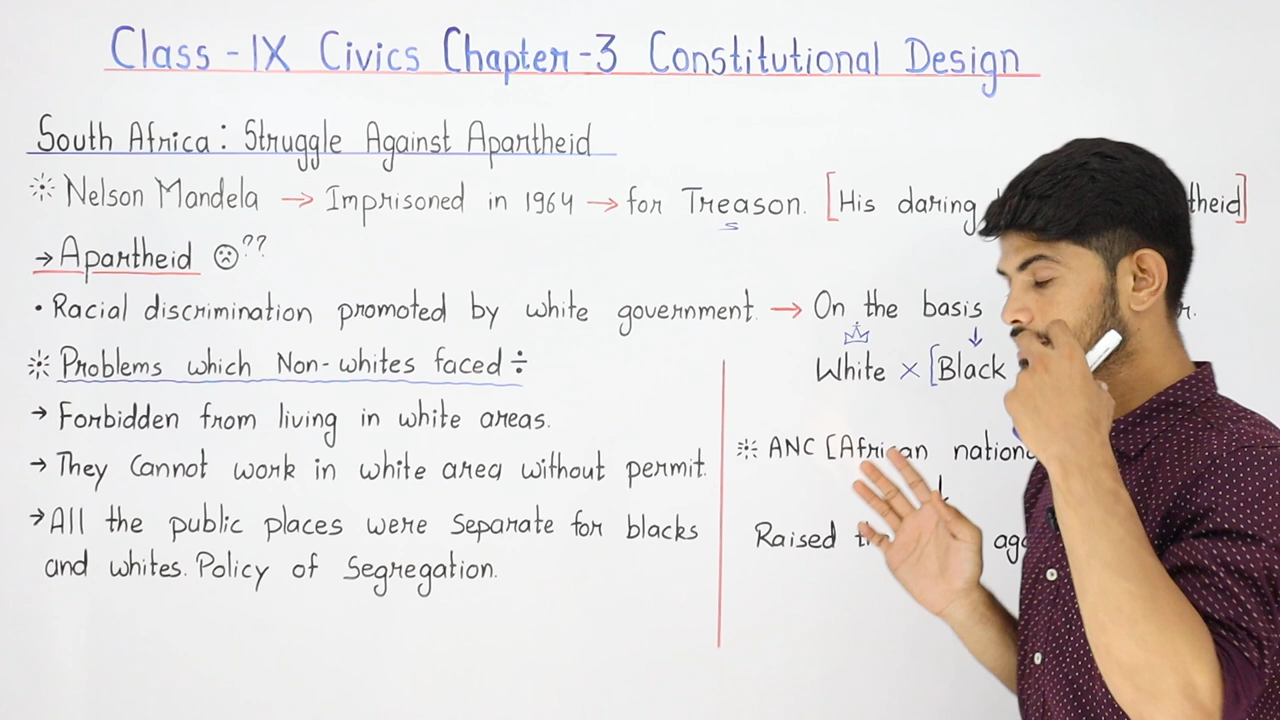 Class - IX Civics Chapter - 3 Constitutional Design
South Africa : Struggle Against Apartheid
Nelson Mandela → Imprisoned in 1964 → for Treason. [His daring theid]
s
→ Apartheid ??
• Racial discrimination promoted by white government. → On the basis r.
White × [Black
Problems which Non-whites faced ÷
→ Forbidden from living in white areas.
→ They Cannot work in white area without permit.
→ All the public places were Separate for blacks
and whites. Policy of Segregation.
ANC [African
Raised